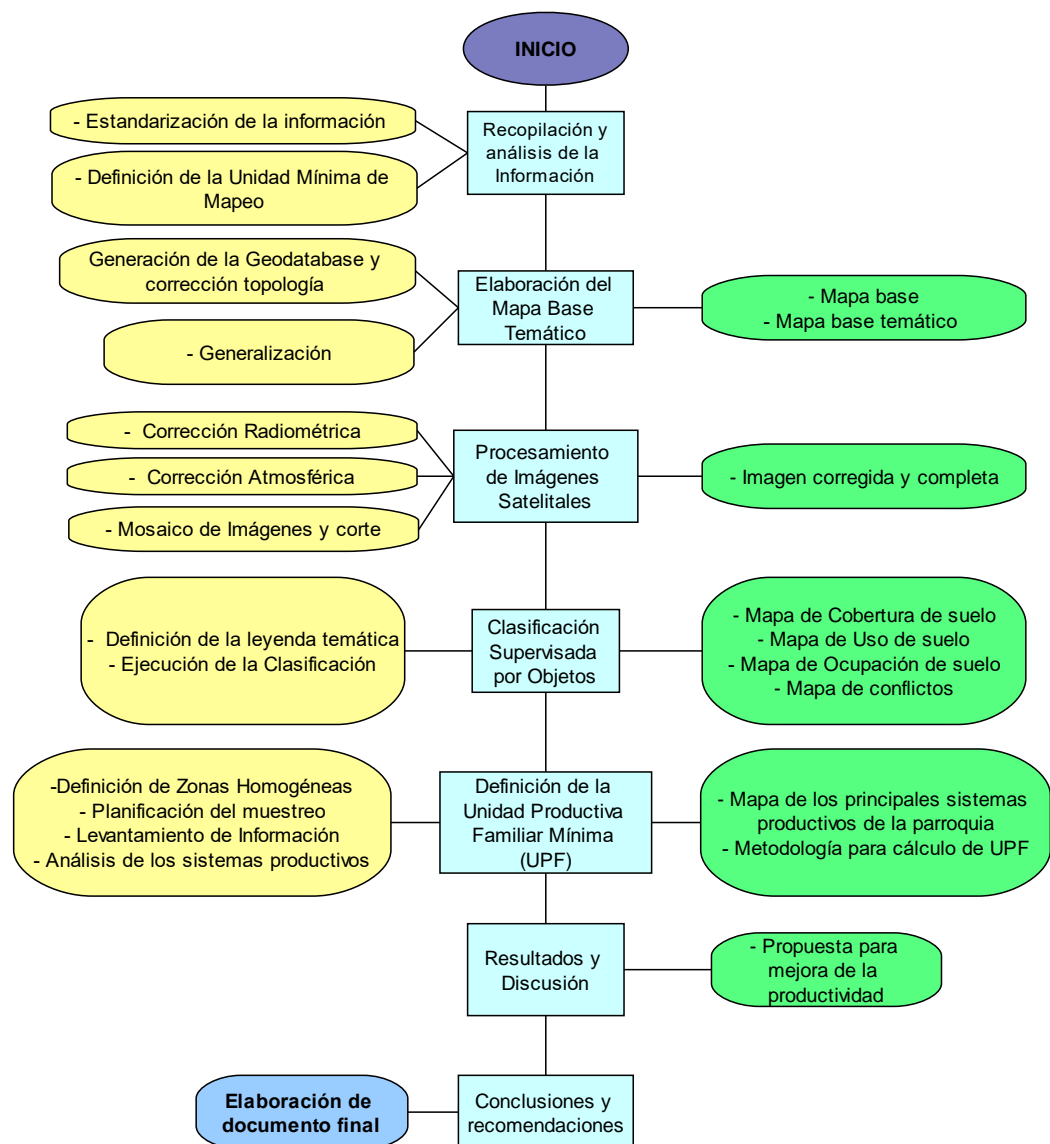 INICIO
- Estandarización de la información
- Definición de la Unidad Mínima de
Mapeo
Recopilación y
análisis de la
Información
Generación de la Geodatabase y
corrección topología
- Generalización
Elaboración del
Mapa Base
Temático
- Mapa base
- Mapa base temático
- Corrección Radiométrica
- Corrección Atmosférica
- Mosaico de Imágenes y corte
Procesamiento
de Imágenes
Satelitales
- Imagen corregida y completa
- Definición de la leyenda temática
- Ejecución de la Clasificación
Clasificación
Supervisada
por Objetos
- Mapa de Cobertura de suelo
- Mapa de Uso de suelo
- Mapa de Ocupación de suelo
- Mapa de conflictos
-Definición de Zonas Homogéneas
- Planificación del muestreo
- Levantamiento de Información
- Análisis de los sistemas productivos
Definición de la
Unidad Productiva
Familiar Mínima
(UPF)
- Mapa de los principales sistemas
productivos de la parroquia
- Metodología para cálculo de UPF
Resultados y
Discusión
- Propuesta para
mejora de la
productividad
Elaboración de
documento final
Conclusiones y
recomendaciones